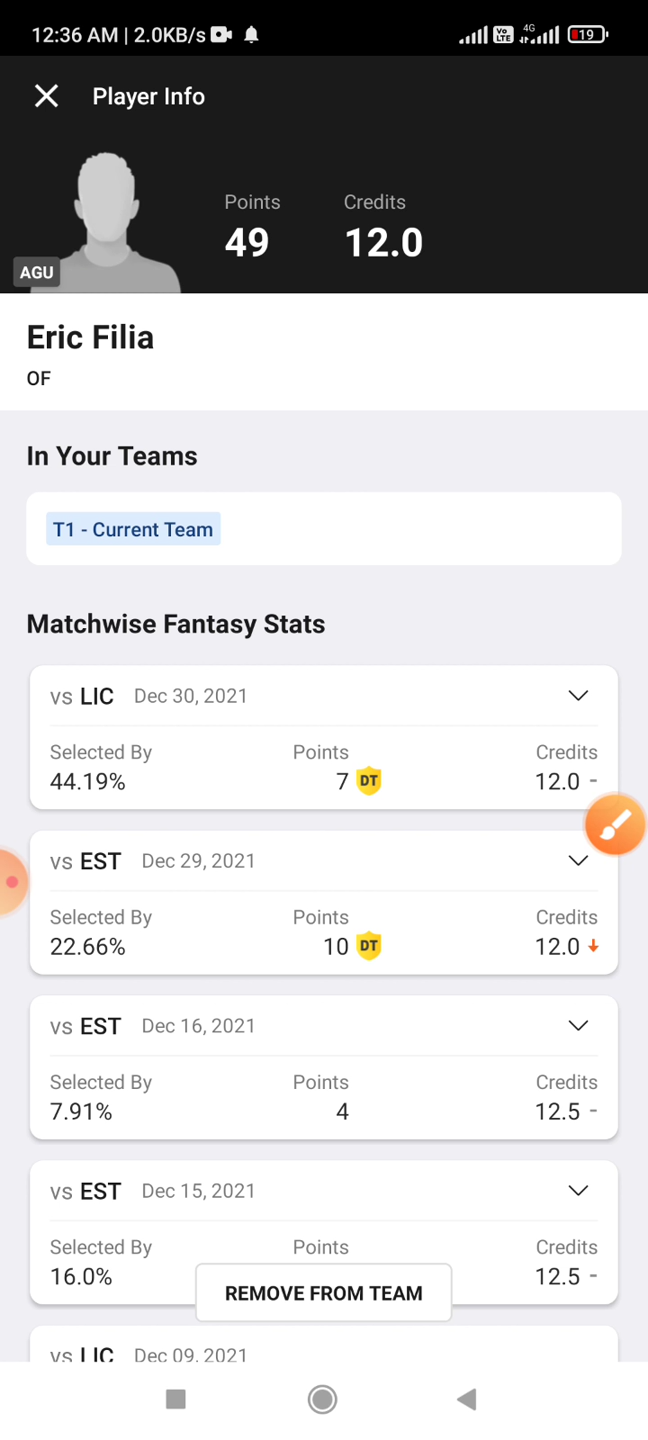 12:36 AM | 2.0KB/s
Vo LTE 4G 19
Player Info
Points Credits
49 12.0
AGU
Eric Filia
OF
In Your Teams
T1 - Current Team
Matchwise Fantasy Stats
vs LIC Dec 30, 2021
Selected By Points Credits
44.19% 7 DT 12.0 -
vs EST Dec 29, 2021
Selected By Points Credits
22.66% 10 DT 12.0
vs EST Dec 16, 2021
Selected By Points Credits
7.91% 4 12.5 -
vs EST Dec 15, 2021
Selected By Points Credits
16.0% 12.5 -
REMOVE FROM TEAM
vs LIC Dec 09, 2021